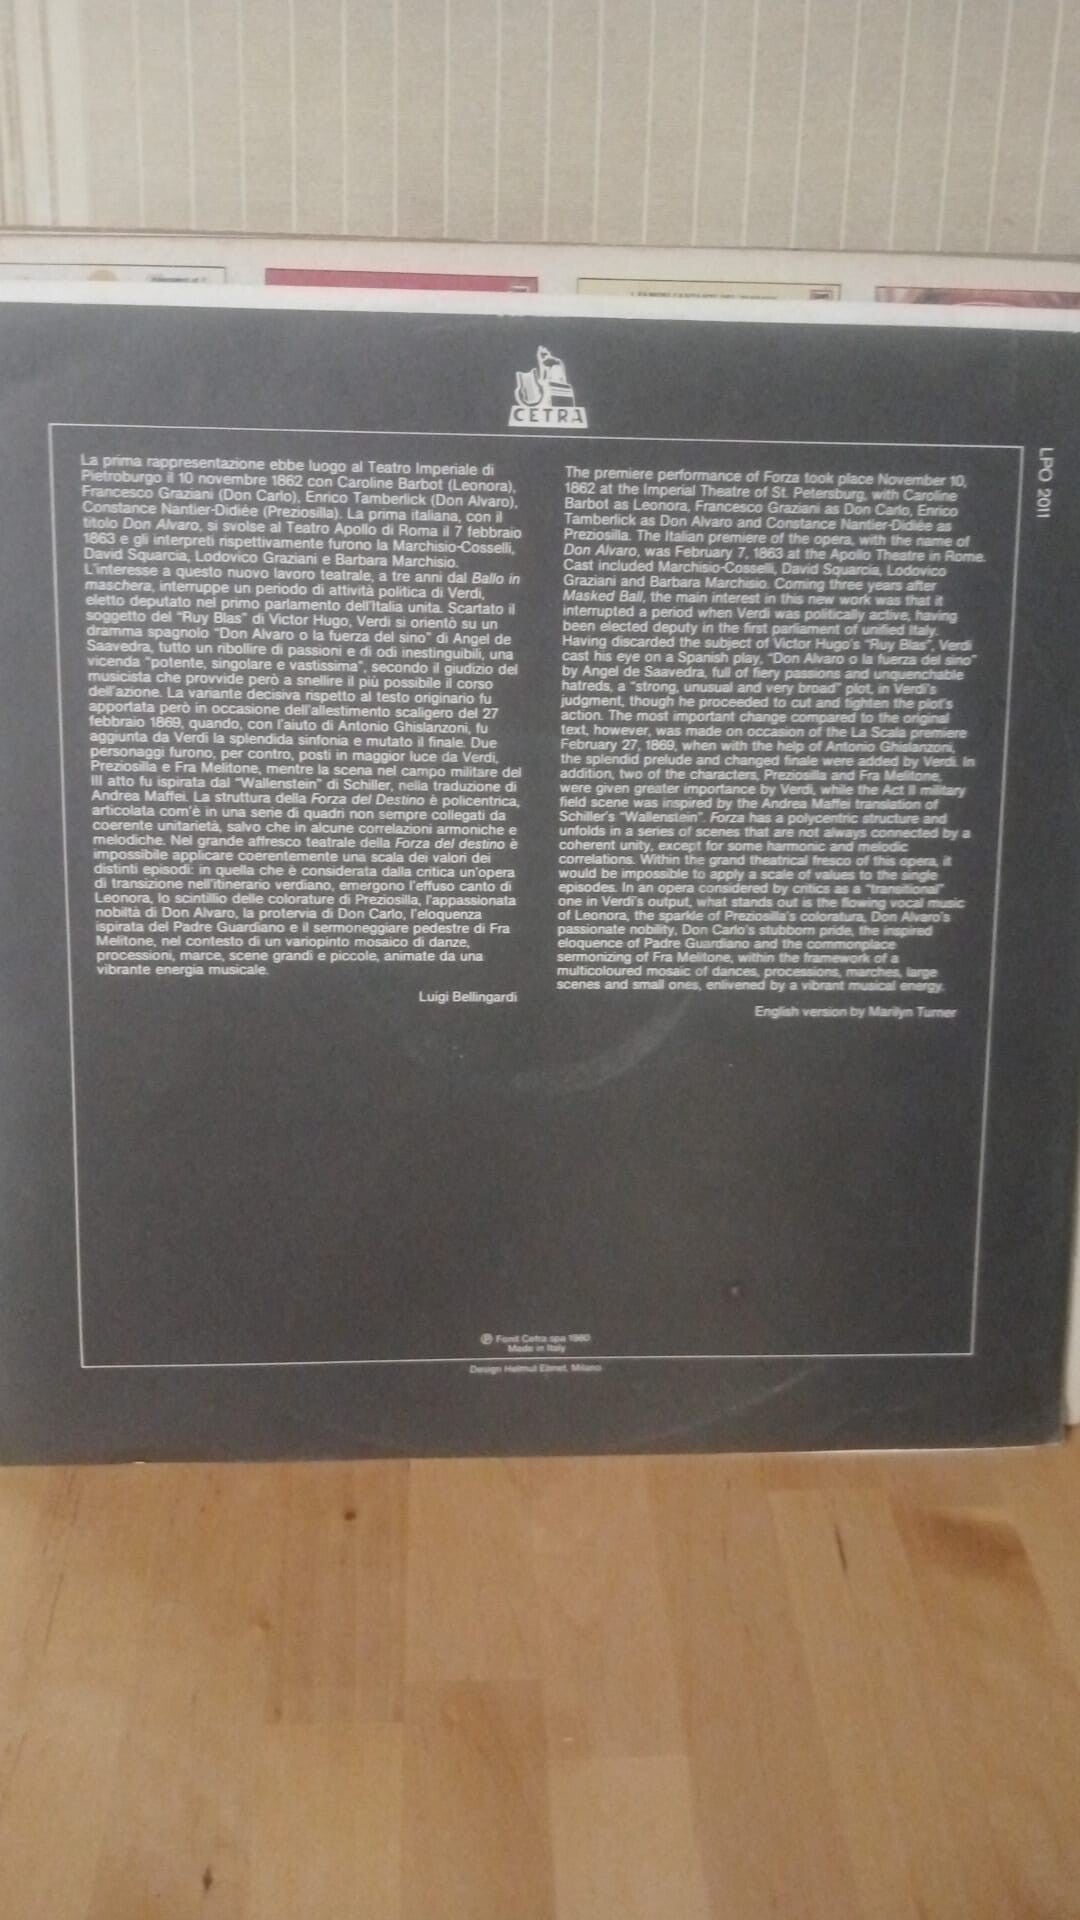 CETRA
LPO 2011
La prima rappresentazione ebbe luogo al Teatro Imperiale di
Pietroburgo il 10 novembre 1862 con Caroline Barbot (Leonora),
Francesco Graziani (Don Carlo), Enrico Tamberlick (Don Alvaro),
Constance Nantier-Didiée (Preziosilla). La prima italiana, con il
titolo Don Alvaro, si svolse al Teatro Apollo di Roma il 7 febbraio
1863 e gli interpreti rispettivamente furono la Marchisio-Cosselli,
David Squarcia, Lodovico Graziani e Barbara Marchisio.
L'interesse a questo nuovo lavoro teatrale, a tre anni dal Ballo in
maschera, interruppe un periodo di attività politica di Verdi,
eletto deputato nel primo parlamento dell'Italia unita. Scartato il
soggetto del "Ruy Blas" di Victor Hugo, Verdi si orientò su un
dramma spagnolo "Don Alvaro o la fuerza del sino" di Angel de
Saavedra, tutto un ribollire di passioni e di odi inestinguibili, una
vicenda "potente, singolare e vastissima", secondo il giudizio del
musicista che provvide però a snellire il più possibile il corso
dell'azione. La variante decisiva rispetto al testo originario fu
apportata però in occasione dell'allestimento scaligero del 27
febbraio 1869, quando, con l'aiuto di Antonio Ghislanzoni, fu
aggiunta da Verdi la splendida sinfonia e mutato il finale. Due
personaggi furono, per contro, posti in maggior luce da Verdi,
Preziosilla e Fra Melitone, mentre la scena nel campo militare del
III atto fu ispirata dal "Wallenstein" di Schiller, nella traduzione di
Andrea Maffei. La struttura della Forza del Destino è policentrica,
articolata com'è in una serie di quadri non sempre collegati da
coerente unitarietà, salvo che in alcune correlazioni armoniche e
melodiche. Nel grande affresco teatrale della Forza del destino è
impossibile applicare coerentemente una scala dei valori dei
distinti episodi: in quella che è considerata dalla critica un'opera
di transizione nell'itinerario verdiano, emergono l'effuso canto di
Leonora, lo scintillio delle colorature di Preziosilla, l'appassionata
nobiltà di Don Alvaro, la protervia di Don Carlo, l'eloquenza
ispirata del Padre Guardiano e il sermoneggiare pedestre di Fra
Melitone, nel contesto di un variopinto mosaico di danze,
processioni, marce, scene grandi e piccole, animate da una
vibrante energia musicale.
Luigi Bellingardi
The premiere performance of Forza took place November 10,
1862 at the Imperial Theatre of St. Petersburg, with Caroline
Barbot as Leonora, Francesco Graziani as Don Carlo, Enrico
Tamberlick as Don Alvaro and Constance Nantier-Didiée as
Preziosilla. The Italian premiere of the opera, with the name of
Don Alvaro, was February 7, 1863 at the Apollo Theatre in Rome.
Cast included Marchisio-Cosselli, David Squarcia, Lodovico
Graziani and Barbara Marchisio. Coming three years after
Masked Ball, the main interest in this new work was that it
interrupted a period when Verdi was politically active, having
been elected deputy in the first parliament of unified Italy.
Having discarded the subject of Victor Hugo's "Ruy Blas", Verdi
cast his eye on a Spanish play, "Don Alvaro o la fuerza del sino"
by Angel de Saavedra, full of fiery passions and unquenchable
hatreds, a "strong, unusual and very broad" plot, in Verdi's
judgment, though he proceeded to cut and tighten the plot's
action. The most important change compared to the original
text, however, was made on occasion of the La Scala premiere
February 27, 1869, when with the help of Antonio Ghislanzoni,
the splendid prelude and changed finale were added by Verdi. In
addition, two of the characters, Preziosilla and Fra Melitone,
were given greater importance by Verdi, while the Act II military
field scene was inspired by the Andrea Maffei translation of
Schiller's "Wallenstein". Forza has a polycentric structure and
unfolds in a series of scenes that are not always connected by a
coherent unity, except for some harmonic and melodic
correlations. Within the grand theatrical fresco of this opera, it
would be impossible to apply a scale of values to the single
episodes. In an opera considered by critics as a "transitional"
one in Verdi's output, what stands out is the flowing vocal music
of Leonora, the sparkle of Preziosilla's coloratura, Don Alvaro's
passionate nobility, Don Carlo's stubborn pride, the inspired
eloquence of Padre Guardiano and the commonplace
sermonizing of Fra Melitone, within the framework of a
multicoloured mosaic of dances, processions, marches, large
scenes and small ones, enlivened by a vibrant musical energy.
English version by Marilyn Turner
℗ Fonit Cetra spa 1980
Made in Italy
Design Helmut Ebnet, Milano